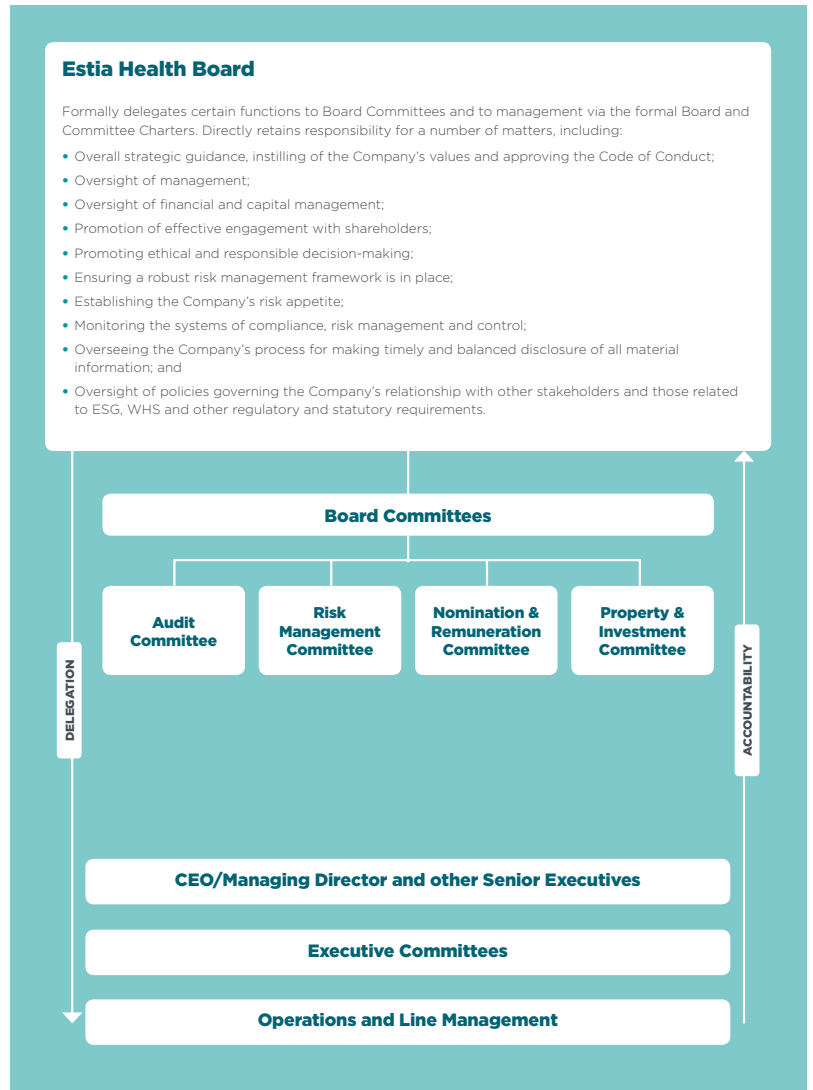 Estia Health Board
Formally delegates certain functions to Board Committees and to management via the formal Board and
Committee Charters. Directly retains responsibility for a number of matters, including:
• Overall strategic guidance, instilling of the Company’s values and approving the Code of Conduct;
• Oversight of management;
• Oversight of financial and capital management;
• Promotion of effective engagement with shareholders;
• Promoting ethical and responsible decision-making;
• Ensuring a robust risk management framework is in place;
• Establishing the Company’s risk appetite;
• Monitoring the systems of compliance, risk management and control;
• Overseeing the Company’s process for making timely and balanced disclosure of all material
information; and
• Oversight of policies governing the Company’s relationship with other stakeholders and those related
to ESG, WHS and other regulatory and statutory requirements.
Board Committees
Audit
Committee
Risk
Management
Committee
Nomination &
Remuneration
Committee
Property &
Investment
Committee
DELEGATION
ACCOUNTABILITY
CEO/Managing Director and other Senior Executives
Executive Committees
Operations and Line Management